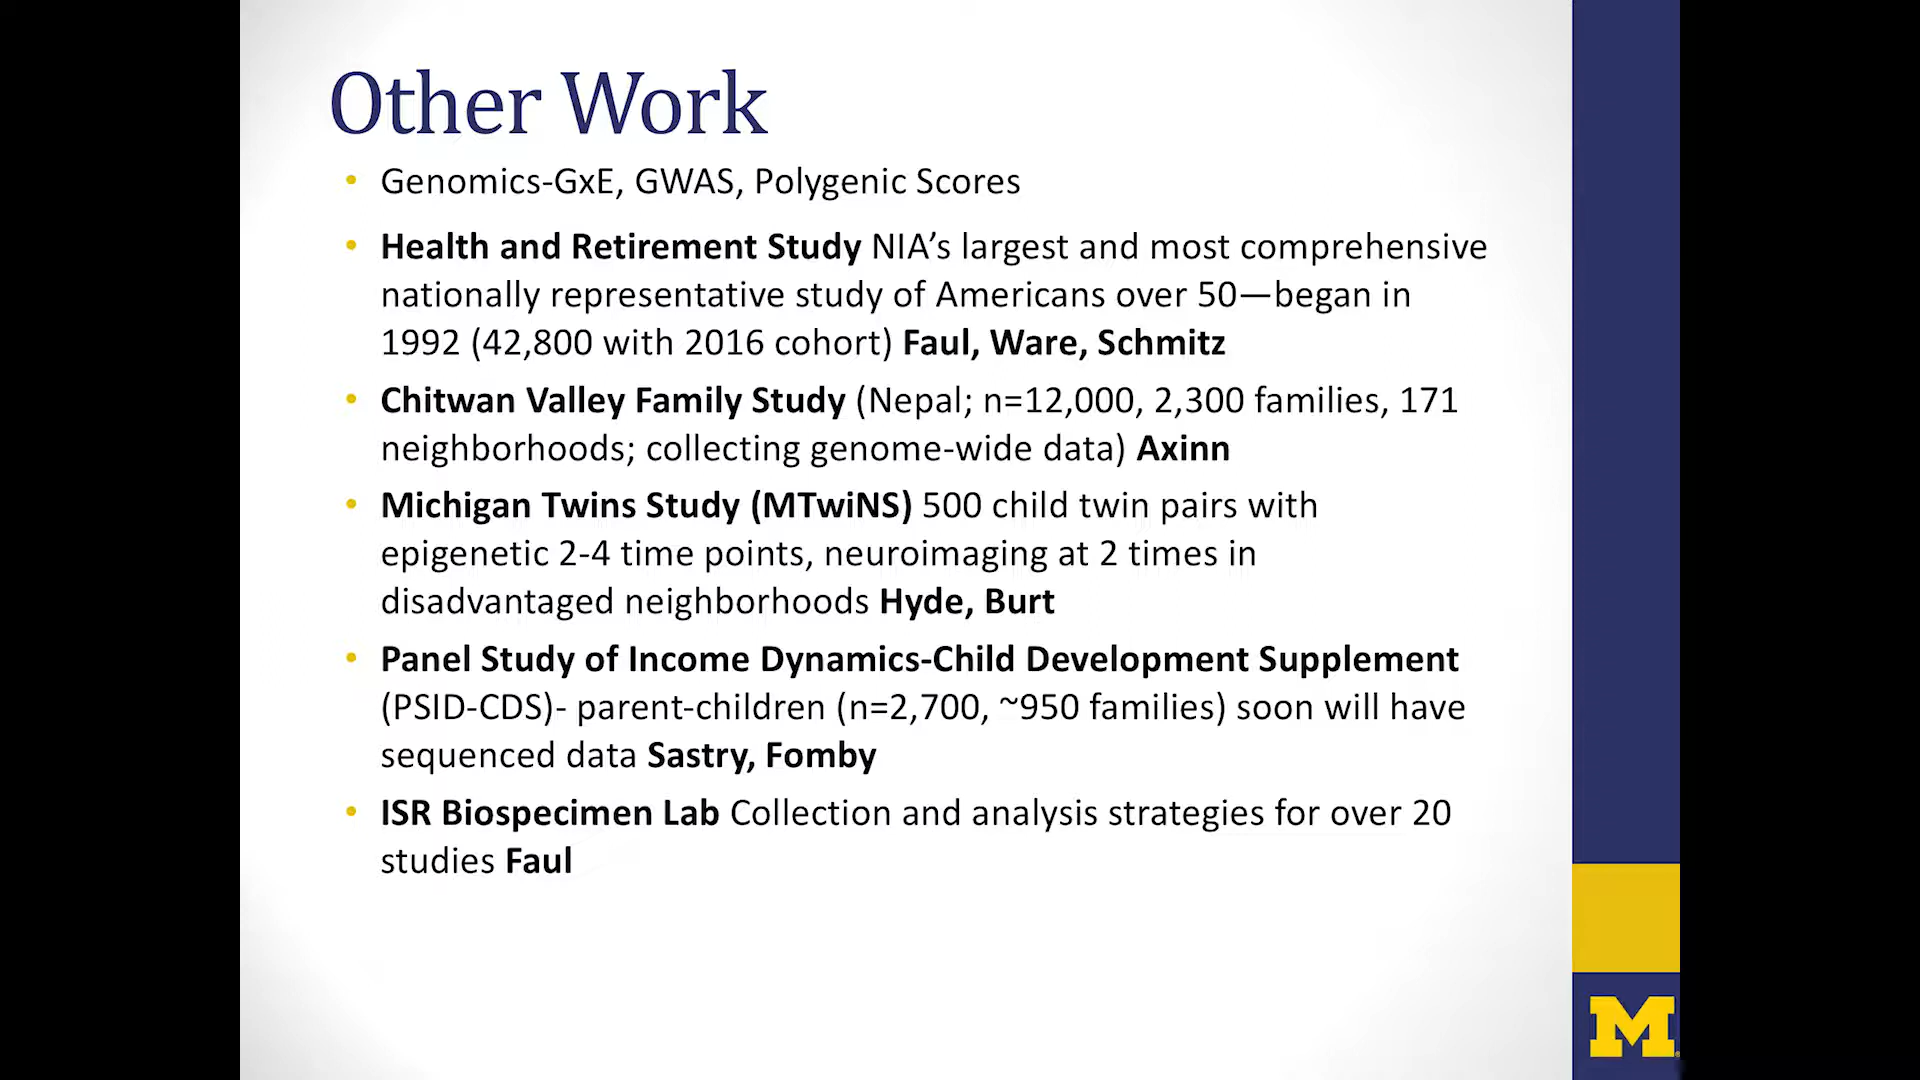 Other Work
• Genomics-GxE, GWAS, Polygenic Scores
• Health and Retirement Study NIA’s largest and most comprehensive
nationally representative study of Americans over 50—began in
1992 (42,800 with 2016 cohort) Faul, Ware, Schmitz
• Chitwan Valley Family Study (Nepal; n=12,000, 2,300 families, 171
neighborhoods; collecting genome-wide data) Axinn
• Michigan Twins Study (MTwiNS) 500 child twin pairs with
epigenetic 2-4 time points, neuroimaging at 2 times in
disadvantaged neighborhoods Hyde, Burt
• Panel Study of Income Dynamics-Child Development Supplement
(PSID-CDS)- parent-children (n=2,700, ~950 families) soon will have
sequenced data Sastry, Fomby
• ISR Biospecimen Lab Collection and analysis strategies for over 20
studies Faul
M